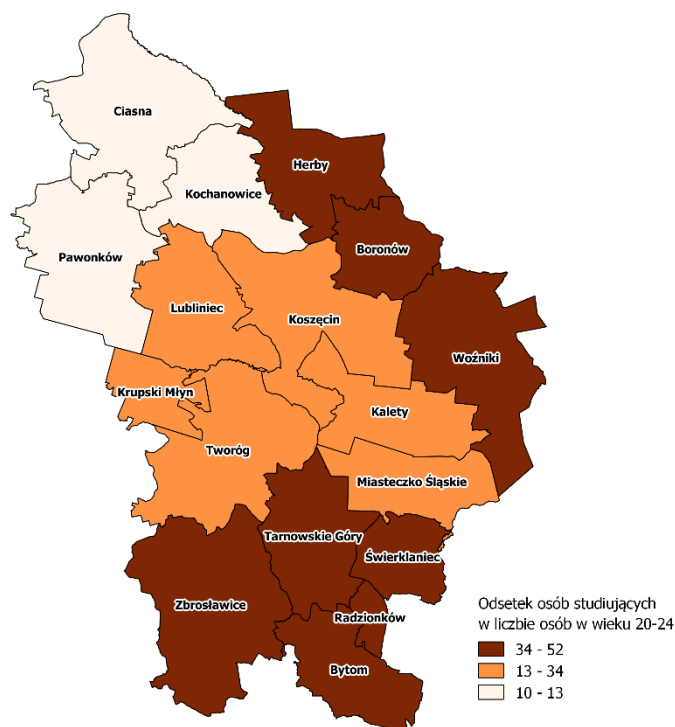 Ciasna
Herby
Kochanowice
Boronów
Pawonków
Lubliniec
Koszęcin
Woźniki
Krupski Młyn
Kalety
Tworóg
Miasteczko Śląskie
Tarnowskie Góry
Świerklaniec
Zbrosławice
Radzionków
Bytom
Odsetek osób studiujących
w liczbie osób w wieku 20-24
34 - 52
13 - 34
10 - 13